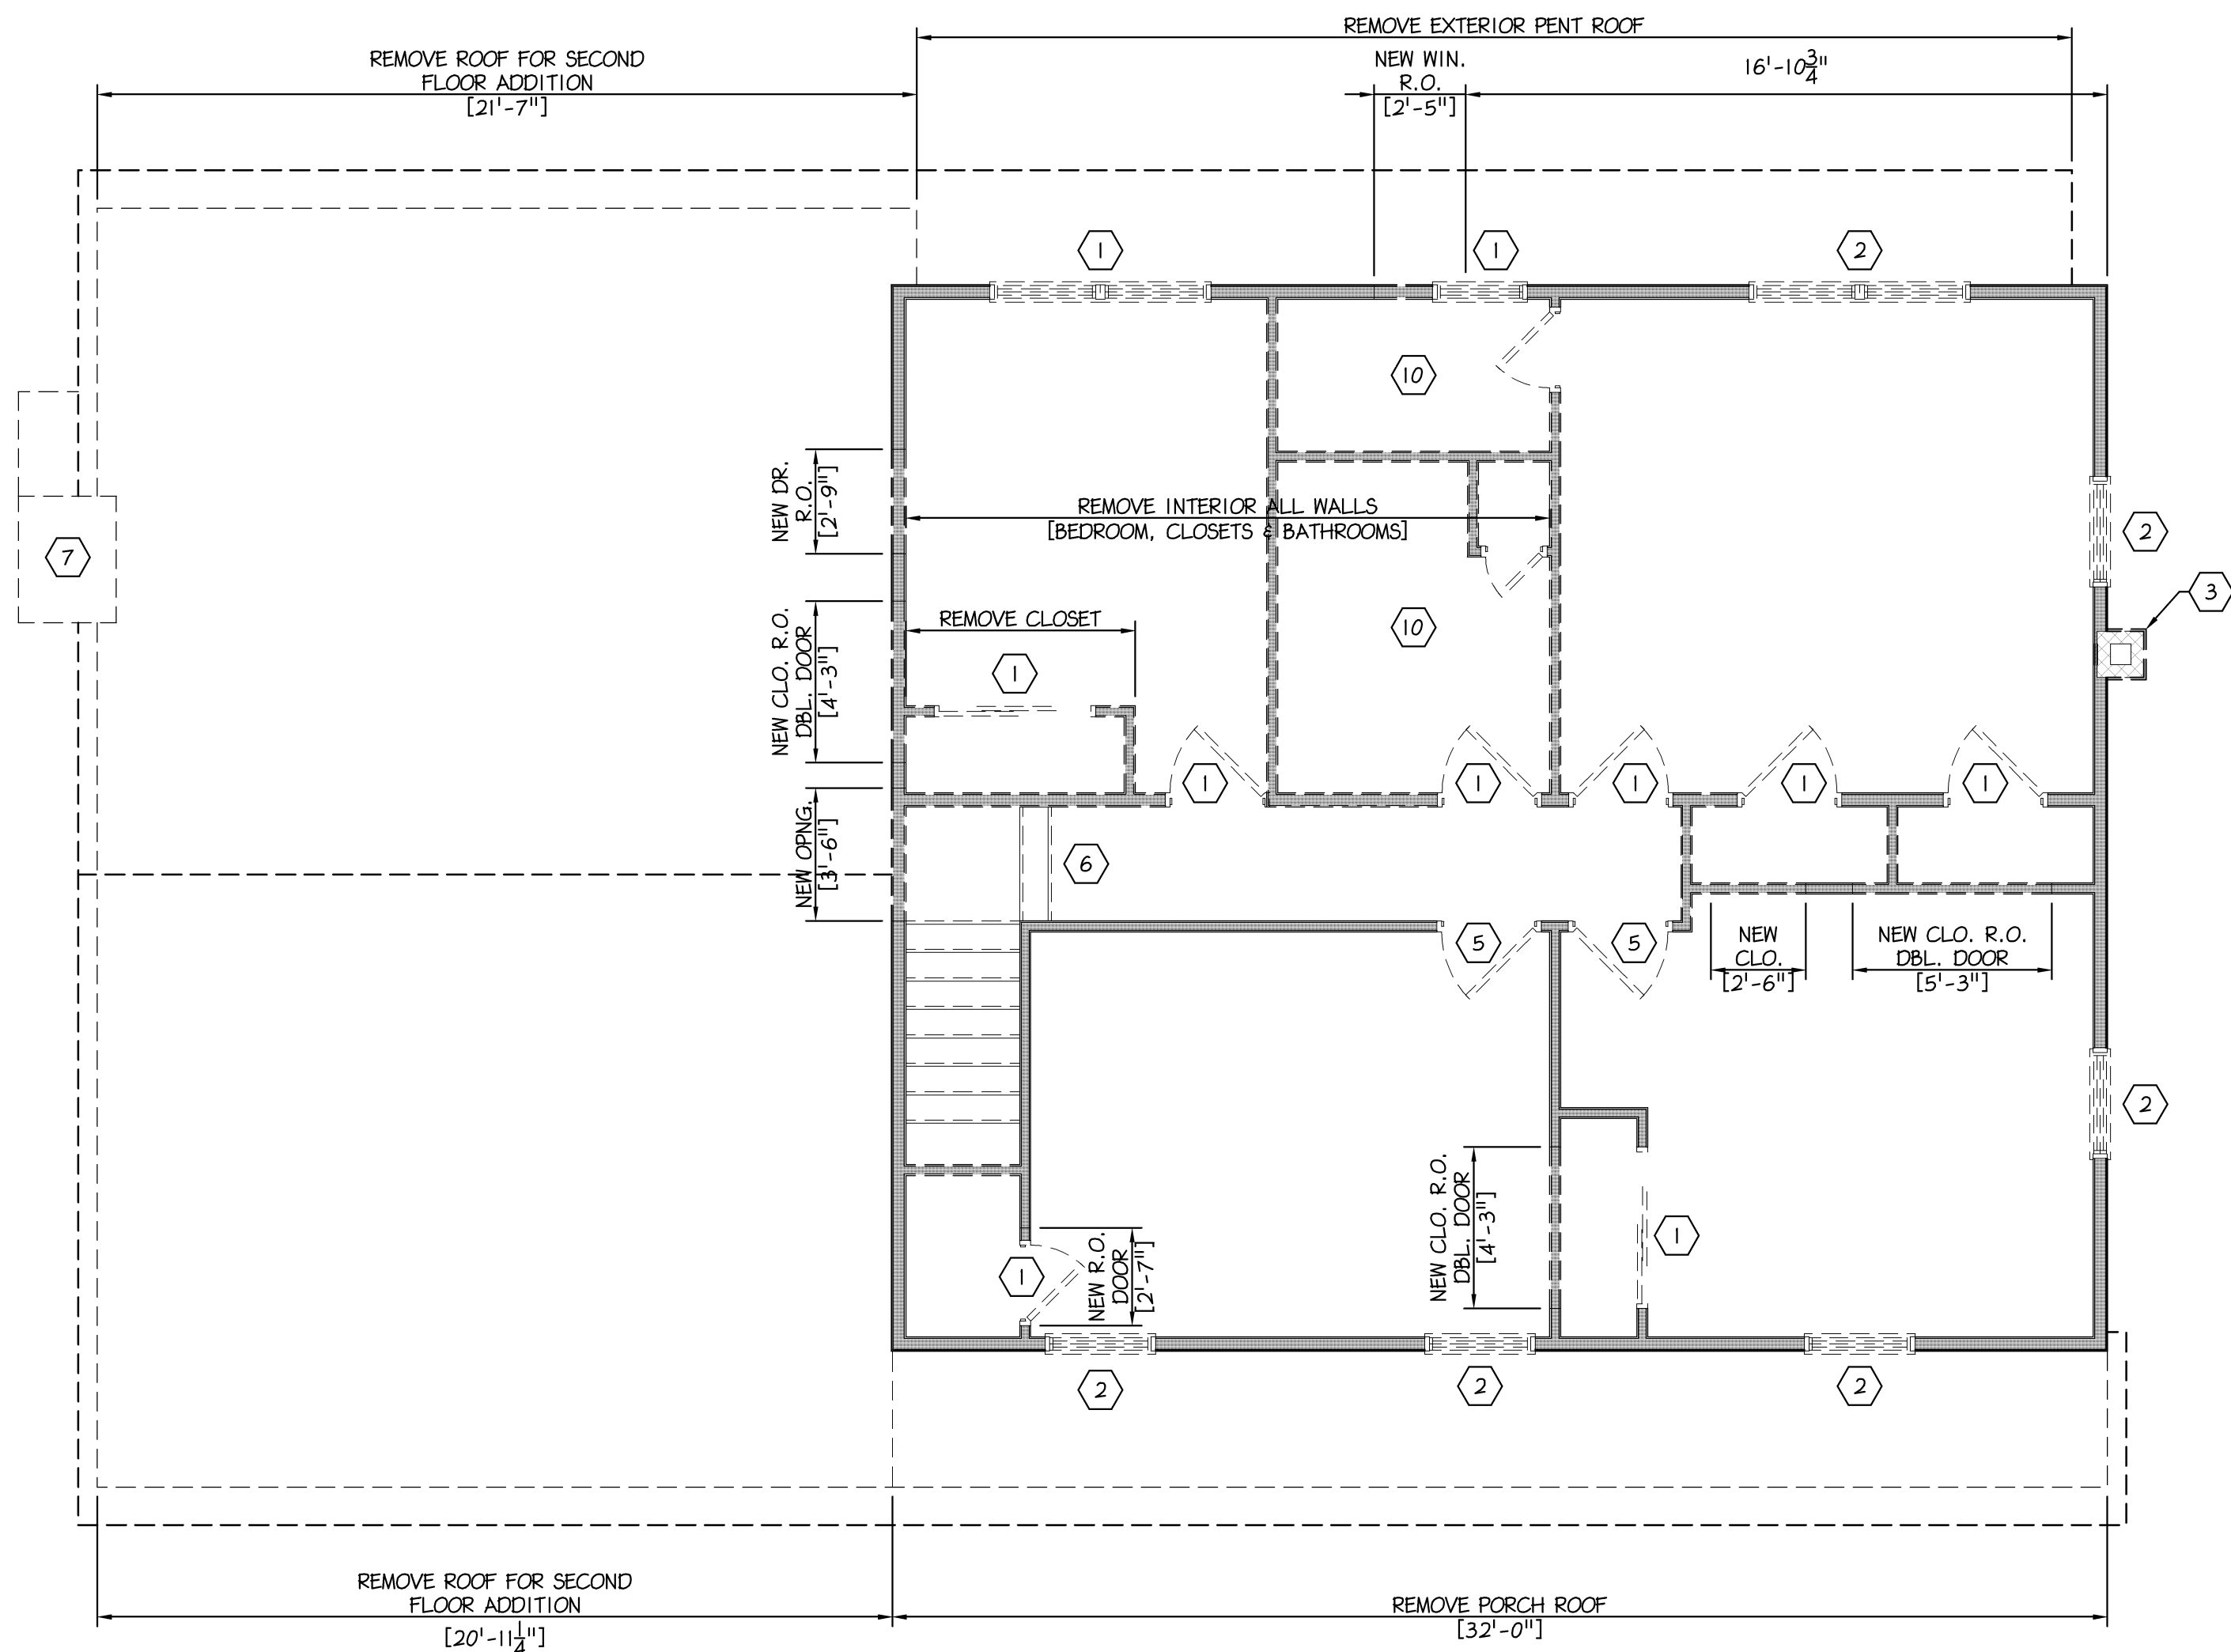 REMOVE EXTERIOR PENT ROOF
REMOVE ROOF FOR SECOND
FLOOR ADDITION
[21'-7"]
NEW WIN.
R.O.
[2'-5"]
16'-10 3/4"
1
1
2
10
NEW DR.
R.O.
[2'-9"]
REMOVE INTERIOR ALL WALLS
[BEDROOM, CLOSETS & BATHROOMS]
2
7
3
NEW CLO. R.O.
DBL. DOOR
[4'-3"]
REMOVE CLOSET
10
1
1
1
1
1
1
NEW OPNG.
[3'-6"]
6
5
5
NEW
CLO.
[2'-6"]
NEW CLO. R.O.
DBL. DOOR
[5'-3"]
2
NEW CLO. R.O.
DBL. DOOR
[4'-3"]
1
1
NEW R.O.
DOOR
[2'-7"]
2
2
2
REMOVE ROOF FOR SECOND
FLOOR ADDITION
[20'-11 1/4"]
REMOVE PORCH ROOF
[32'-0"]